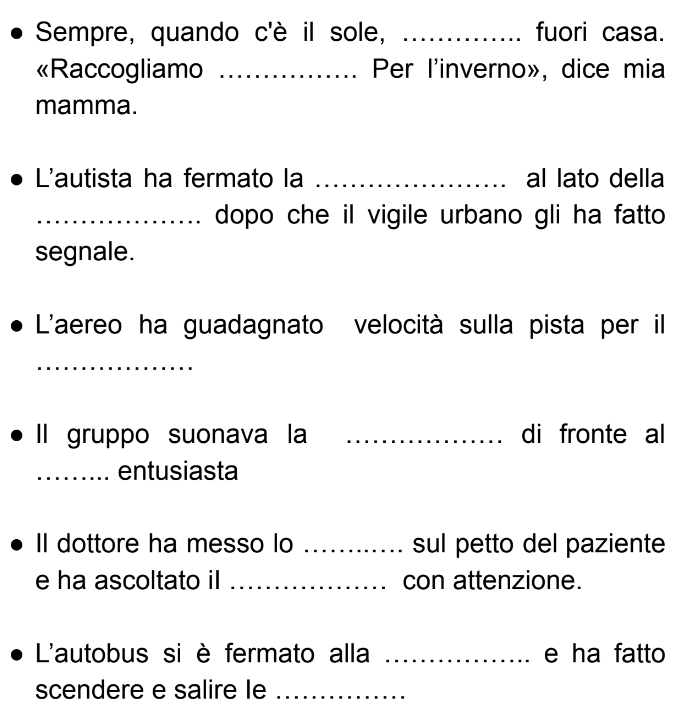 ● Sempre, quando c'è il sole, ………….. fuori casa.
«Raccogliamo ……………. Per l’inverno», dice mia
mamma.
● L’autista ha fermato la …………………. al lato della
………………. dopo che il vigile urbano gli ha fatto
segnale.
● L’aereo ha guadagnato velocità sulla pista per il
………………
● Il gruppo suonava la ……………… di fronte al
……... entusiasta
● Il dottore ha messo lo ……..…. sul petto del paziente
e ha ascoltato il ……………… con attenzione.
● L’autobus si è fermato alla …………….. e ha fatto
scendere e salire le ……………